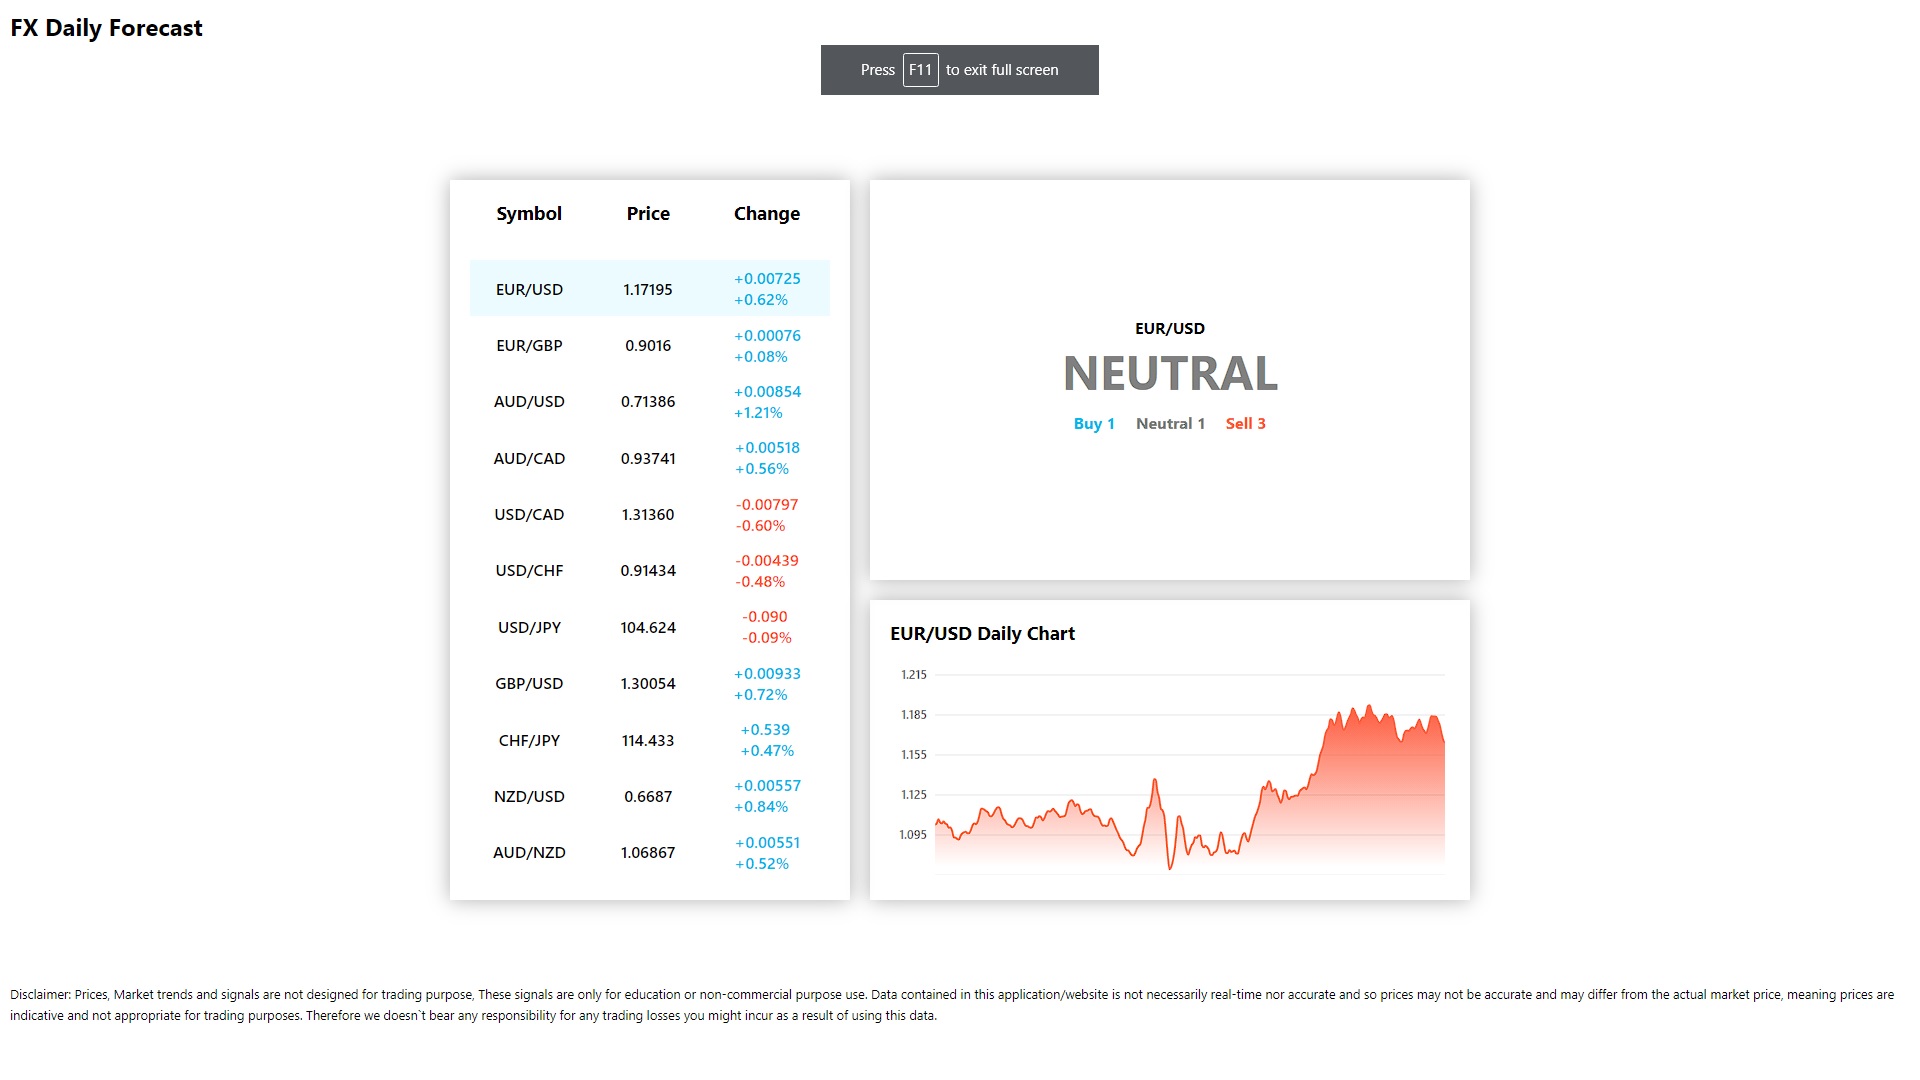 FX Daily Forecast
Press F11 to exit full screen
Symbol Price Change
EUR/USD 1.17195 +0.00725 +0.62%
EUR/GBP 0.9016 +0.00076 +0.08%
AUD/USD 0.71386 +0.00854 +1.21%
AUD/CAD 0.93741 +0.00518 +0.56%
USD/CAD 1.31360 -0.00797 -0.60%
USD/CHF 0.91434 -0.00439 -0.48%
USD/JPY 104.624 -0.090 -0.09%
GBP/USD 1.30054 +0.00933 +0.72%
CHF/JPY 114.433 +0.539 +0.47%
NZD/USD 0.6687 +0.00557 +0.84%
AUD/NZD 1.06867 +0.00551 +0.52%
EUR/USD
NEUTRAL
Buy 1 Neutral 1 Sell 3
EUR/USD Daily Chart
1.215
1.185
1.155
1.125
1.095
Disclaimer: Prices, Market trends and signals are not designed for trading purpose, These signals are only for education or non-commercial purpose use. Data contained in this application/website is not necessarily real-time nor accurate and so prices may not be accurate and may differ from the actual market price, meaning prices are
indicative and not appropriate for trading purposes. Therefore we doesn`t bear any responsibility for any trading losses you might incur as a result of using this data.